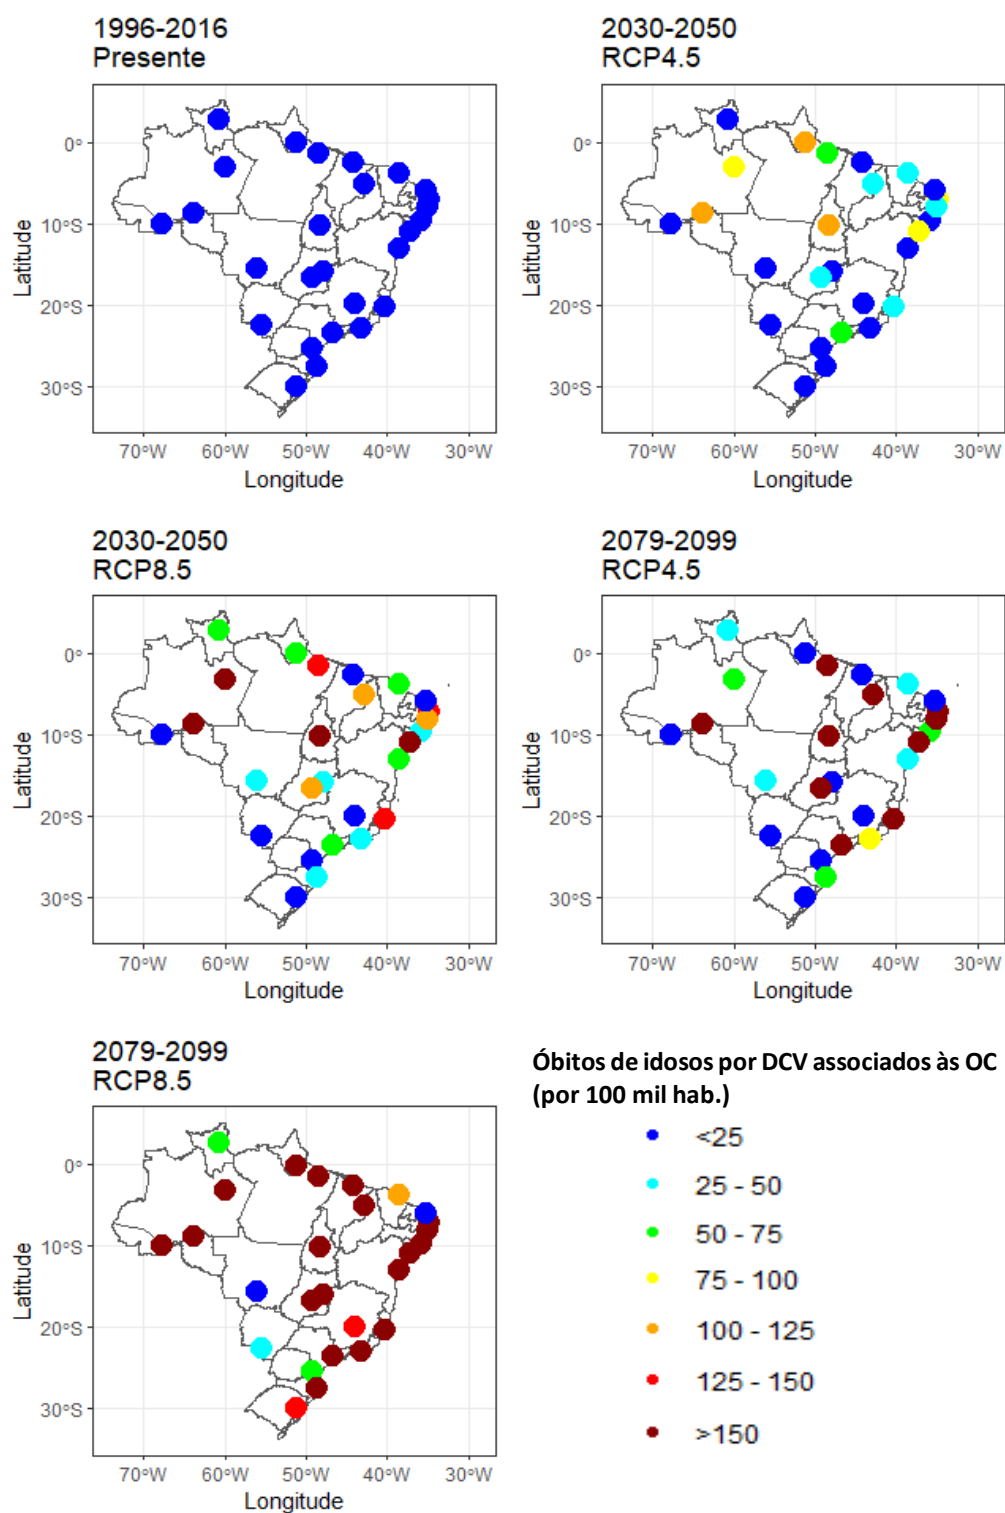 1996-2016
Presente
0°
10°S
20°S
30°S
Latitude
70°W 60°W 50°W 40°W 30°W
Longitude
2030-2050
RCP4.5
0°
10°S
20°S
30°S
Latitude
70°W 60°W 50°W 40°W 30°W
Longitude
2030-2050
RCP8.5
0°
10°S
20°S
30°S
Latitude
70°W 60°W 50°W 40°W 30°W
Longitude
2079-2099
RCP4.5
0°
10°S
20°S
30°S
Latitude
70°W 60°W 50°W 40°W 30°W
Longitude
2079-2099
RCP8.5
0°
10°S
20°S
30°S
Latitude
70°W 60°W 50°W 40°W 30°W
Longitude
Óbitos de idosos por DCV associados às OC
(por 100 mil hab.)
<25
25 - 50
50 - 75
75 - 100
100 - 125
125 - 150
>150